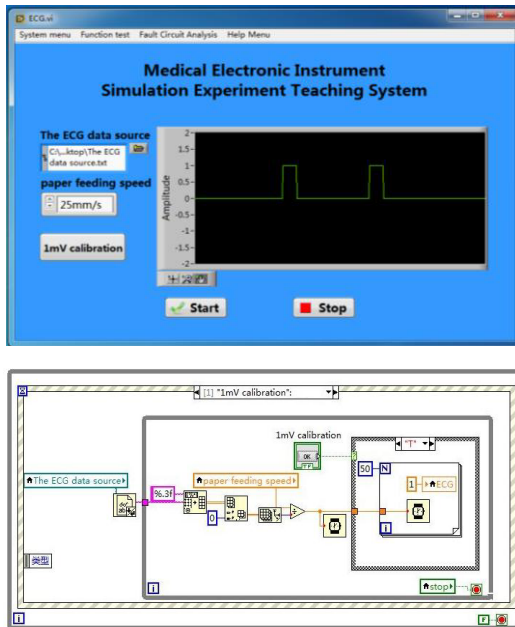 ECG.vi
System menu Function test Fault Circuit Analysis Help Menu
Medical Electronic Instrument
Simulation Experiment Teaching System
The ECG data source
C:\...ktop\The ECG
data source.txt
paper feeding speed
25mm/s
1mV calibration
Amplitude
2
1.5
1
0.5
0
-0.5
-1
-1.5
-2
Start
Stop
[1] "1mV calibration":
1mV calibration
OK
TF
"T"
50
N
1
ECG
The ECG data source
%.3f
paper feeding speed
0
i
类型
stop
i
i
F